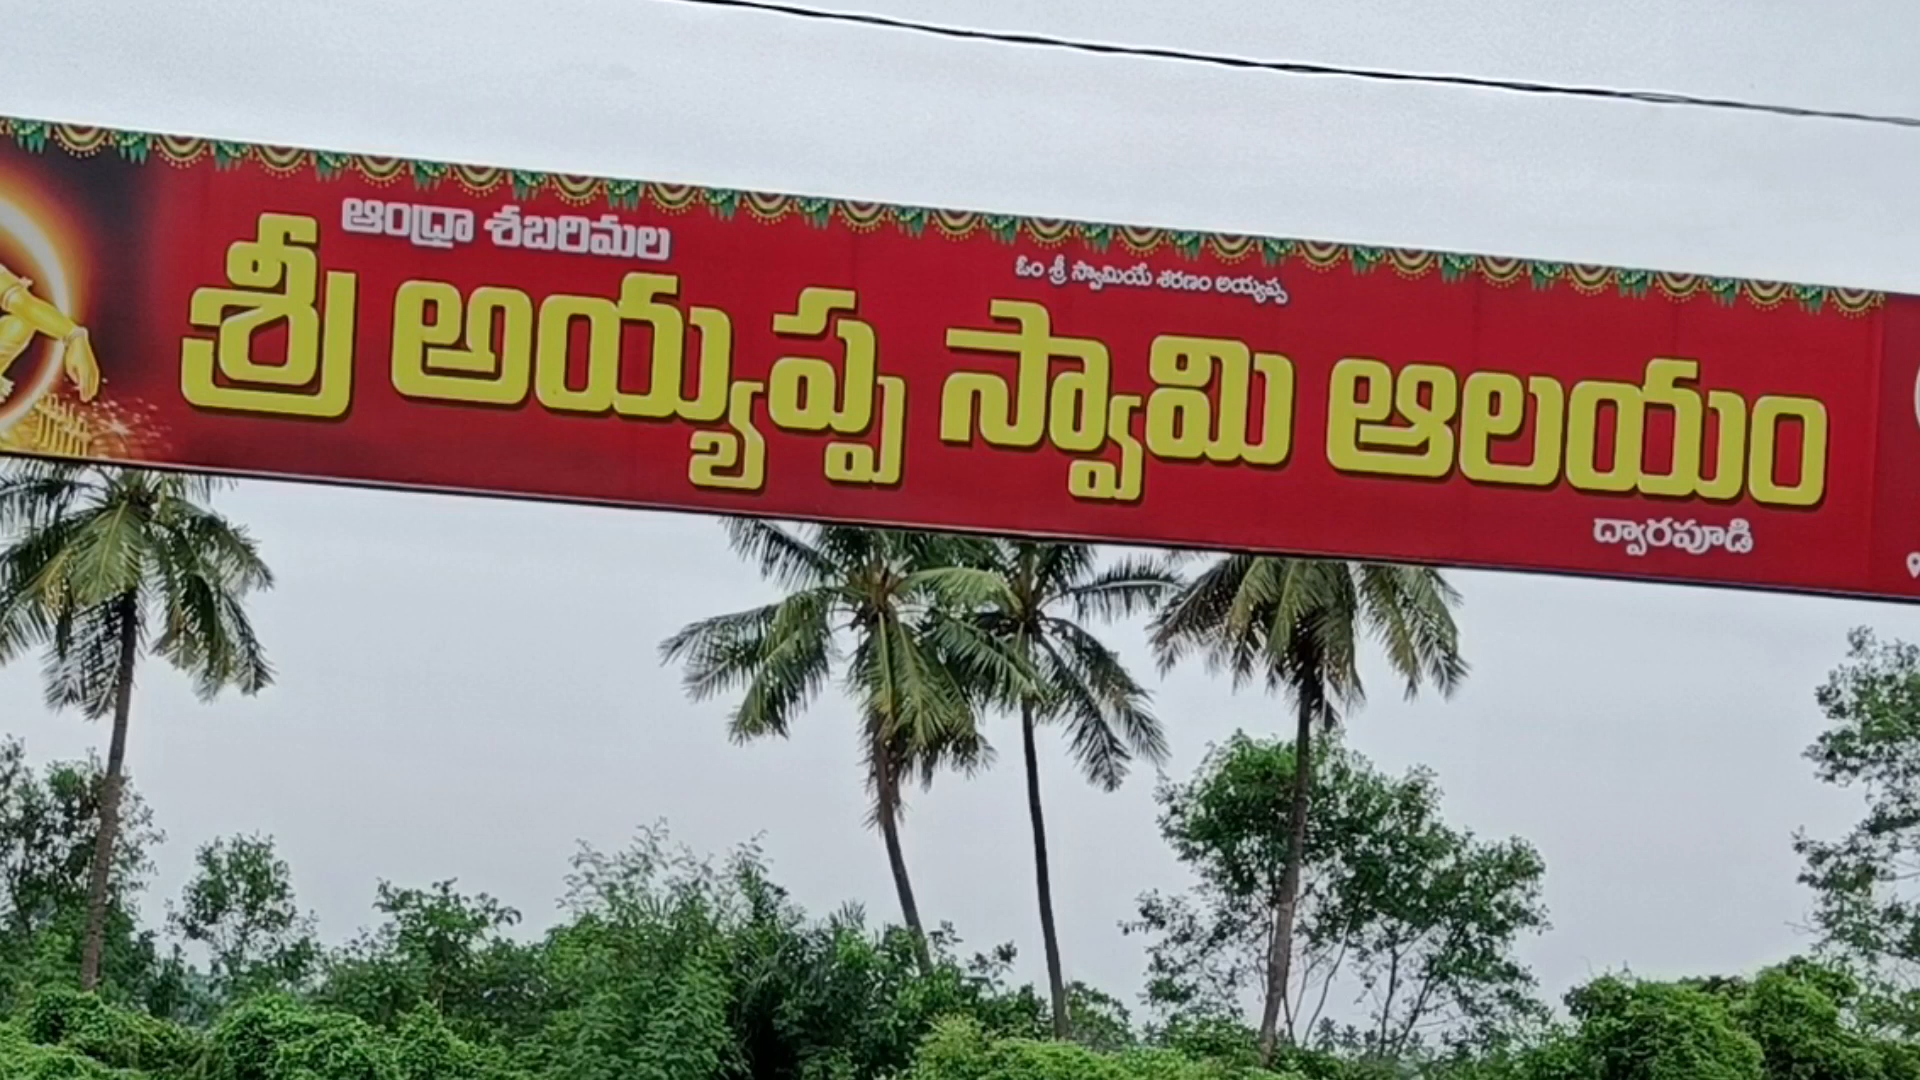 ఆంధ్రా శబరిమల
ఓం శ్రీ స్వామియే శరణం అయ్యప్ప
శ్రీ అయ్యప్ప స్వామి ఆలయం
ద్వారపూడి